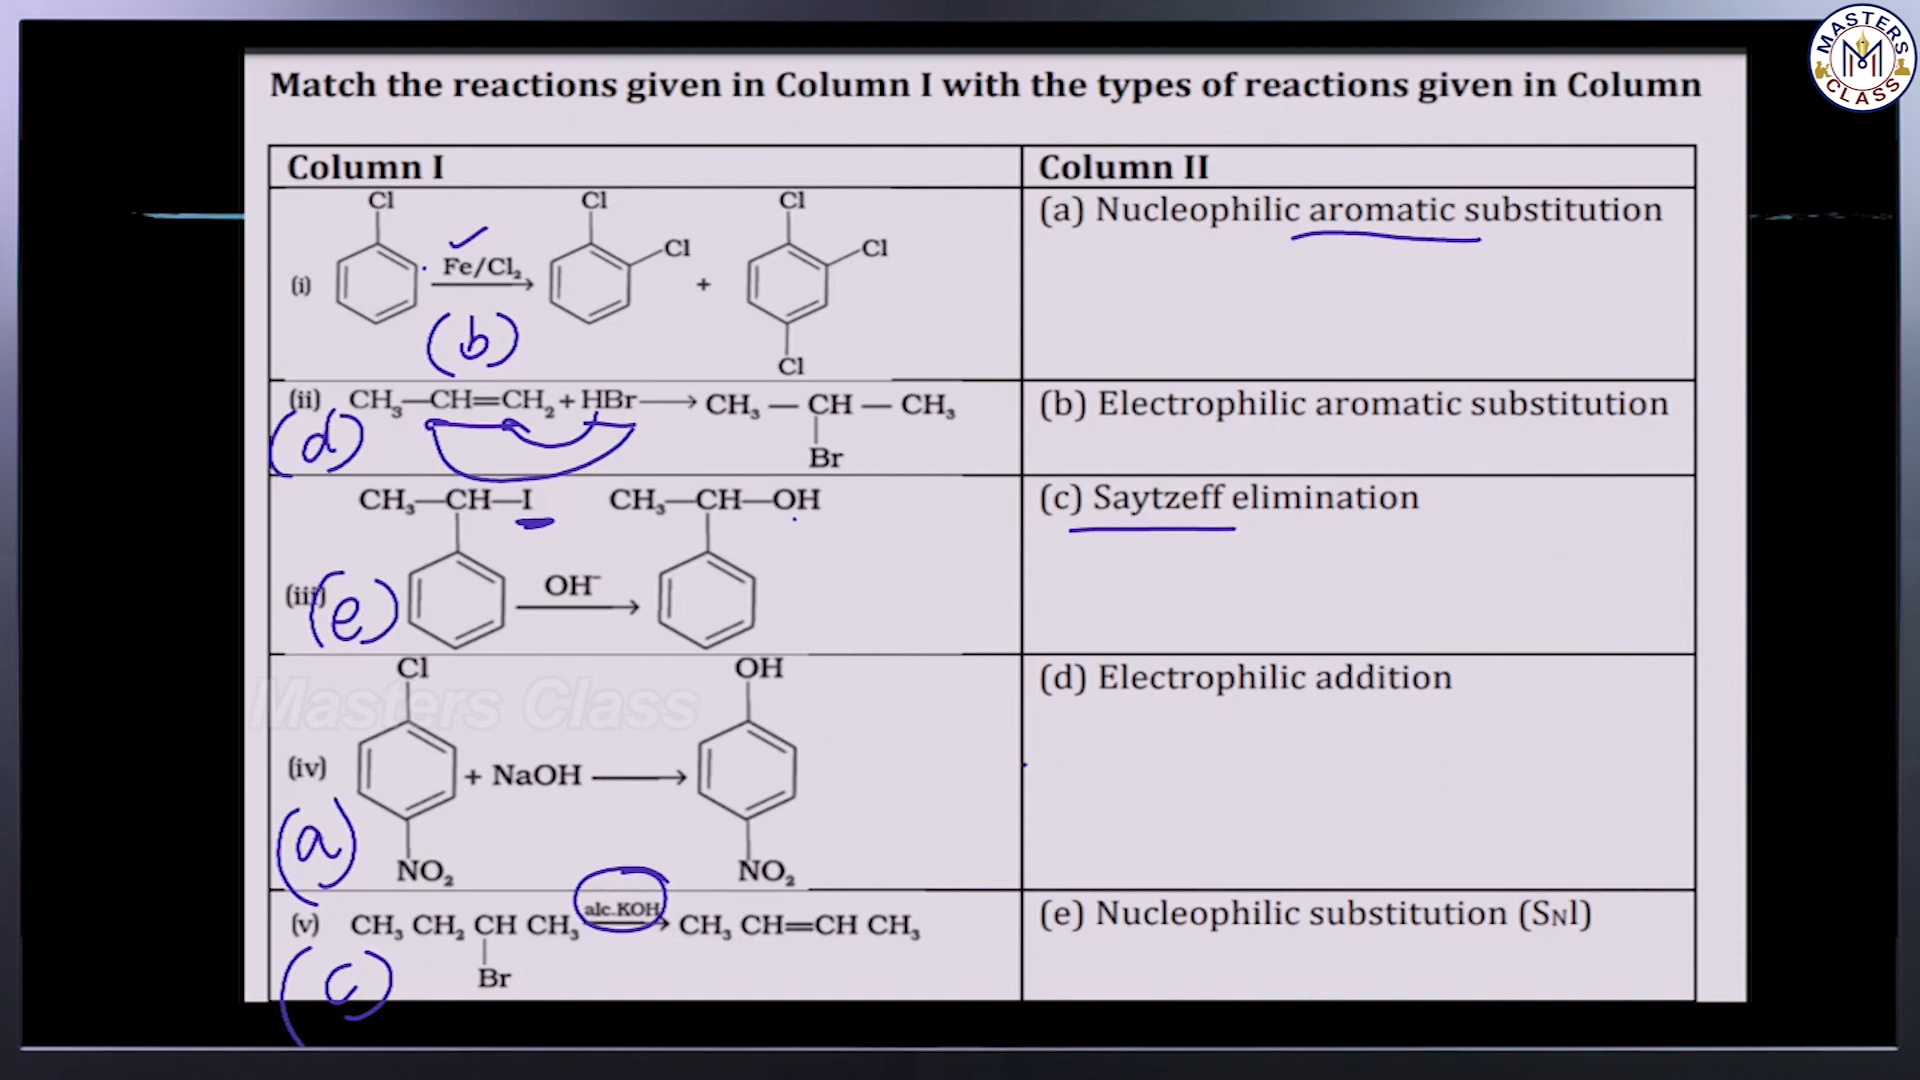 MASTERS
CLASS
Match the reactions given in Column I with the types of reactions given in Column
Column I
Column II
Cl
Cl
Cl
(a) Nucleophilic aromatic substitution
Cl
Cl
(i)
Fe/Cl₂
+
(b)
Cl
(ii) CH₃—CH=CH₂+HBr⟶CH₃ — CH — CH₃
(b) Electrophilic aromatic substitution
(d)
Br
CH₃—CH—I
CH₃—CH—OH
(c) Saytzeff elimination
(iii)
OH⁻
(e)
Cl
OH
(d) Electrophilic addition
Masters Class
(iv)
+ NaOH ⟶
(a)
NO₂
NO₂
(v) CH₃ CH₂ CH CH₃ alc.KOH → CH₃ CH=CH CH₃
(e) Nucleophilic substitution (SN1)
Br
(c)